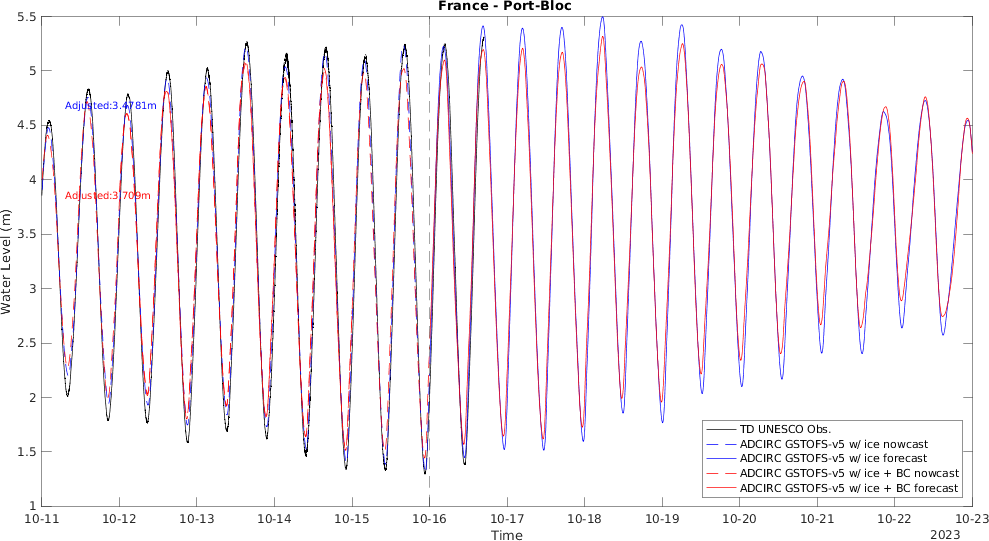 France - Port-Bloc
5.5
5
4.5
4
3.5
3
2.5
2
1.5
1
Water Level (m)
Adjusted:3.4781m
Adjusted:3.709m
TD UNESCO Obs.
ADCIRC GSTOFS-v5 w/ ice nowcast
ADCIRC GSTOFS-v5 w/ ice forecast
ADCIRC GSTOFS-v5 w/ ice + BC nowcast
ADCIRC GSTOFS-v5 w/ ice + BC forecast
10-11 10-12 10-13 10-14 10-15 10-16 10-17 10-18 10-19 10-20 10-21 10-22 10-23
Time
2023